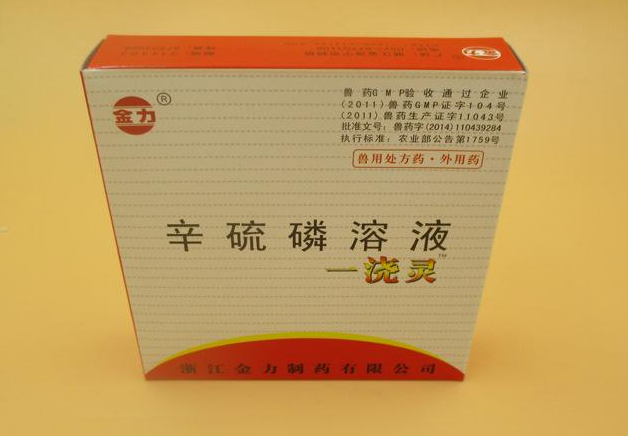 金力®
兽药GMP验收通过企业
(2011)兽药GMP证字104号
(2011)兽药生产证字11043号
批准文号：兽药字(2014)110439284
执行标准：农业部公告第1759号
兽用处方药·外用药
辛硫磷溶液
一浇灵™
浙江金力制药有限公司